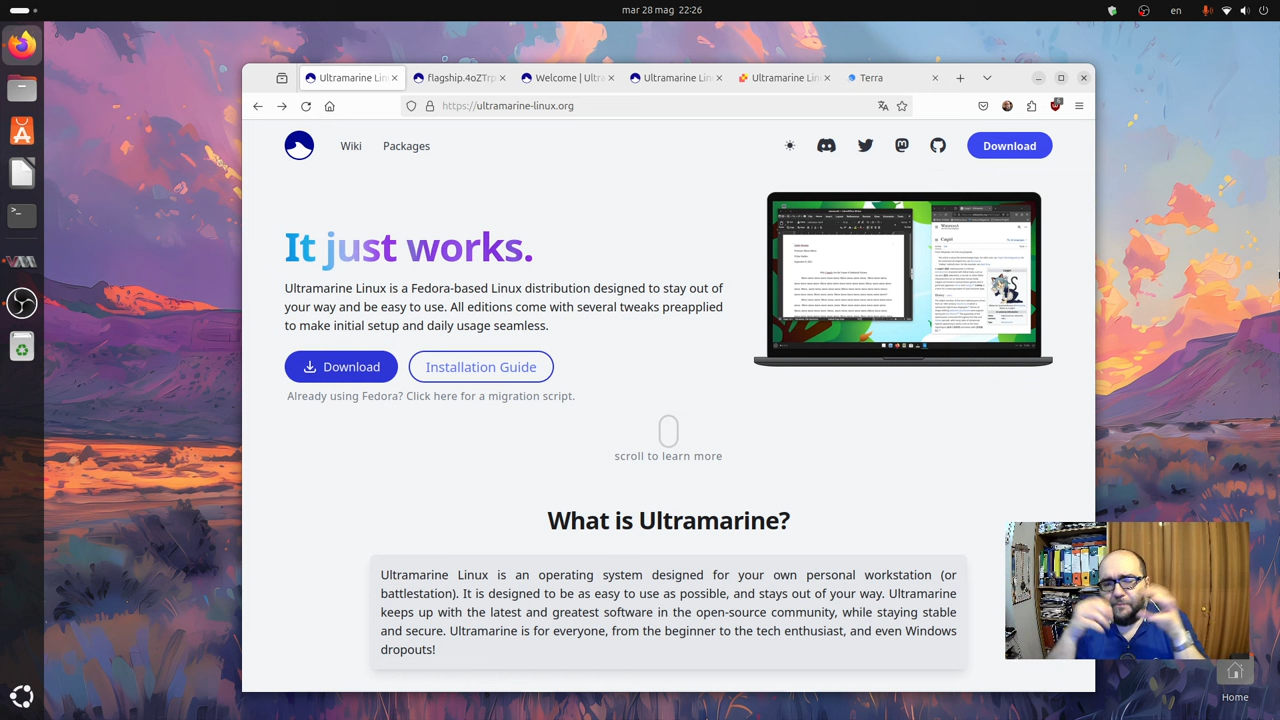 mar 28 mag 22:26
en
Ultramarine Lin
flagship.4oZTrp
Welcome | Ultra
Ultramarine Linu
Ultramarine Lin
Terra
https://ultramarine-linux.org
Wiki
Packages
Download
It just works.
Ultramarine Linux is a Fedora-based Linux distribution designed to stay out of
your way and be easy to use. All editions come with several tweaks pre-applied
to make initial setup and daily usage seamless.
Download
Installation Guide
Already using Fedora? Click here for a migration script.
scroll to learn more
What is Ultramarine?
Ultramarine Linux is an operating system designed for your own personal workstation (or
battlestation). It is designed to be as easy to use as possible, and stays out of your way. Ultramarine
keeps up with the latest and greatest software in the open-source community, while staying stable
and secure. Ultramarine is for everyone, from the beginner to the tech enthusiast, and even Windows
dropouts!
Home